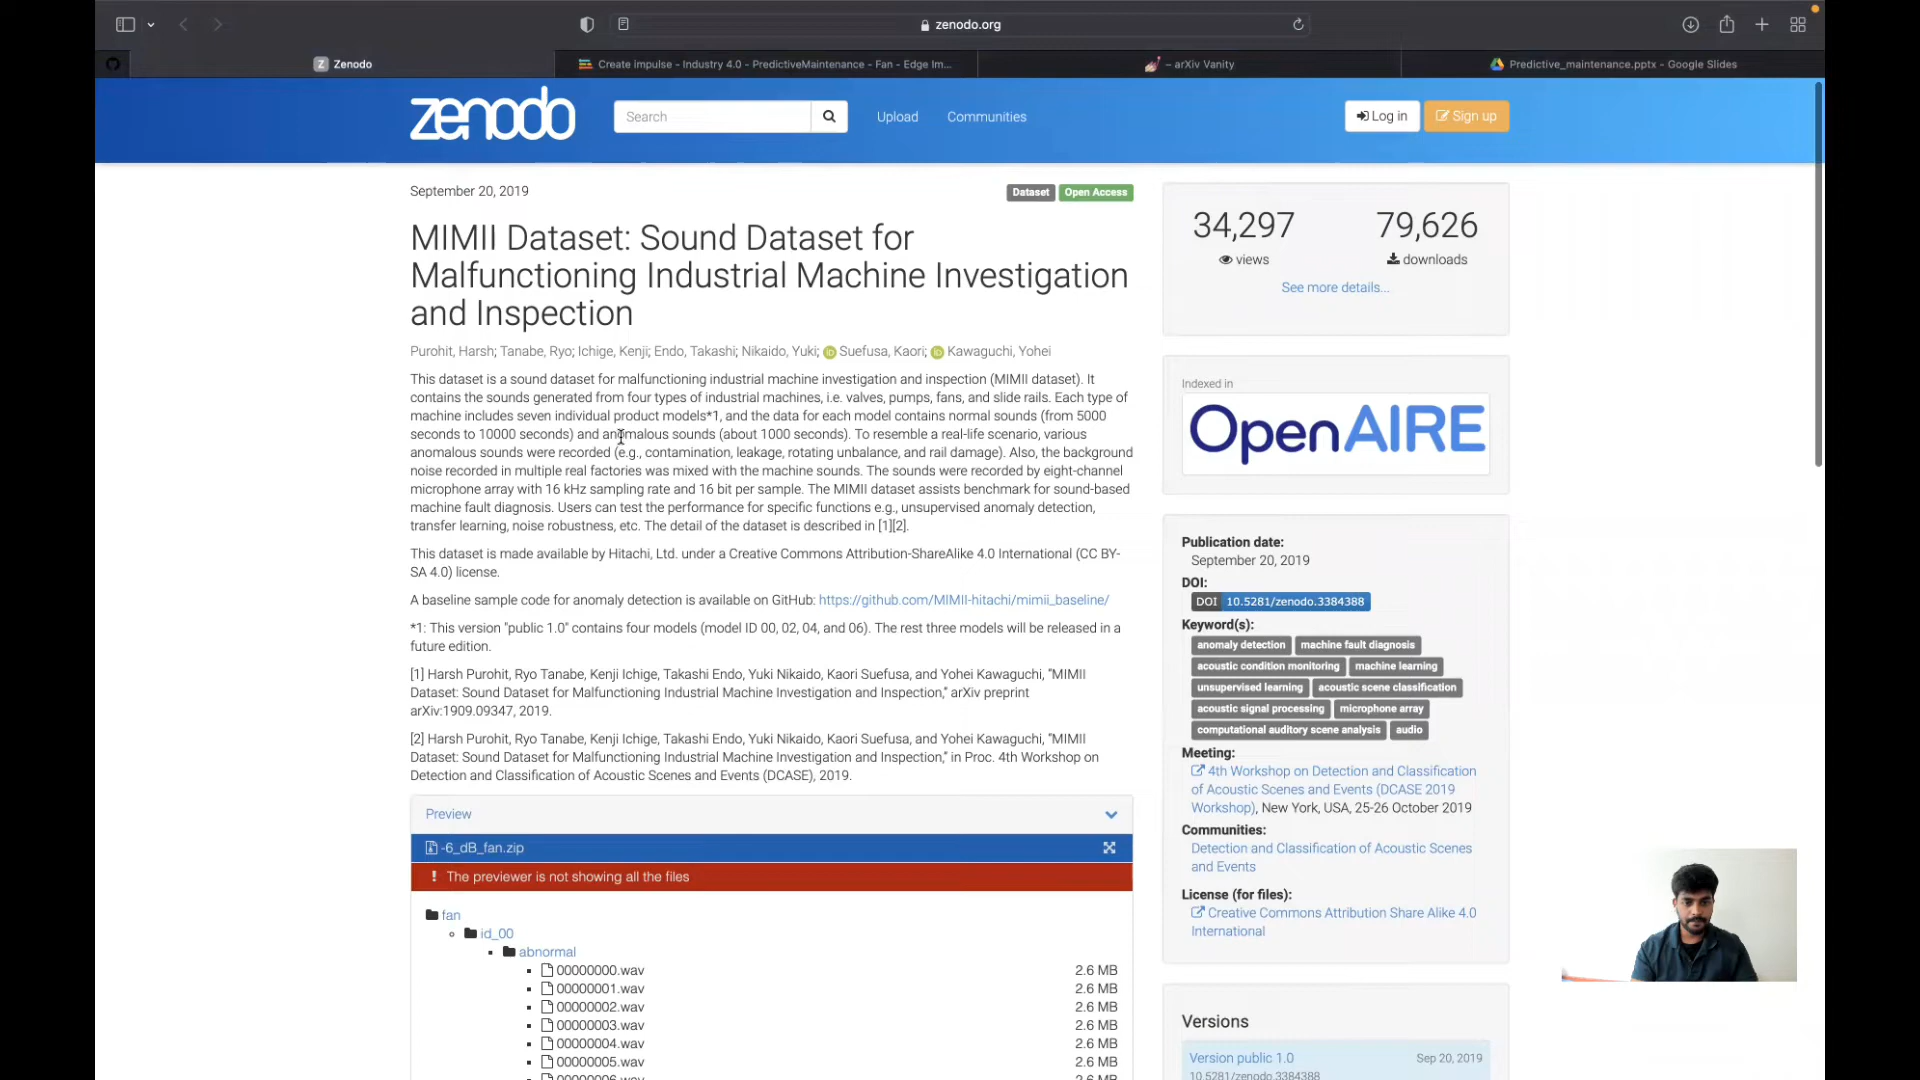 zenodo.org
Zenodo
Create impulse - Industry 4.0 - PredictiveMaintenance - Fan - Edge Im...
– arXiv Vanity
Predictive_maintenance.pptx - Google Slides
zenodo
Search
Upload
Communities
Log in
Sign up
September 20, 2019
Dataset
Open Access
MIMII Dataset: Sound Dataset for
Malfunctioning Industrial Machine Investigation
and Inspection
Purohit, Harsh; Tanabe, Ryo; Ichige, Kenji; Endo, Takashi; Nikaido, Yuki; Suefusa, Kaori; Kawaguchi, Yohei
This dataset is a sound dataset for malfunctioning industrial machine investigation and inspection (MIMII dataset). It
contains the sounds generated from four types of industrial machines, i.e. valves, pumps, fans, and slide rails. Each type of
machine includes seven individual product models*1, and the data for each model contains normal sounds (from 5000
seconds to 10000 seconds) and anomalous sounds (about 1000 seconds). To resemble a real-life scenario, various
anomalous sounds were recorded (e.g., contamination, leakage, rotating unbalance, and rail damage). Also, the background
noise recorded in multiple real factories was mixed with the machine sounds. The sounds were recorded by eight-channel
microphone array with 16 kHz sampling rate and 16 bit per sample. The MIMII dataset assists benchmark for sound-based
machine fault diagnosis. Users can test the performance for specific functions e.g., unsupervised anomaly detection,
transfer learning, noise robustness, etc. The detail of the dataset is described in [1][2].
This dataset is made available by Hitachi, Ltd. under a Creative Commons Attribution-ShareAlike 4.0 International (CC BY-
SA 4.0) license.
A baseline sample code for anomaly detection is available on GitHub: https://github.com/MIMII-hitachi/mimii_baseline/
*1: This version "public 1.0" contains four models (model ID 00, 02, 04, and 06). The rest three models will be released in a
future edition.
[1] Harsh Purohit, Ryo Tanabe, Kenji Ichige, Takashi Endo, Yuki Nikaido, Kaori Suefusa, and Yohei Kawaguchi, "MIMII
Dataset: Sound Dataset for Malfunctioning Industrial Machine Investigation and Inspection," arXiv preprint
arXiv:1909.09347, 2019.
[2] Harsh Purohit, Ryo Tanabe, Kenji Ichige, Takashi Endo, Yuki Nikaido, Kaori Suefusa, and Yohei Kawaguchi, "MIMII
Dataset: Sound Dataset for Malfunctioning Industrial Machine Investigation and Inspection," in Proc. 4th Workshop on
Detection and Classification of Acoustic Scenes and Events (DCASE), 2019.
Preview
-6_dB_fan.zip
The previewer is not showing all the files
fan
id_00
abnormal
00000000.wav 2.6 MB
00000001.wav 2.6 MB
00000002.wav 2.6 MB
00000003.wav 2.6 MB
00000004.wav 2.6 MB
00000005.wav 2.6 MB
00000006.wav 2.6 MB
34,297 79,626
views downloads
See more details...
Indexed in
OpenAIRE
Publication date:
September 20, 2019
DOI:
DOI 10.5281/zenodo.3384388
Keyword(s):
anomaly detection machine fault diagnosis
acoustic condition monitoring machine learning
unsupervised learning acoustic scene classification
acoustic signal processing microphone array
computational auditory scene analysis audio
Meeting:
4th Workshop on Detection and Classification
of Acoustic Scenes and Events (DCASE 2019
Workshop), New York, USA, 25-26 October 2019
Communities:
Detection and Classification of Acoustic Scenes
and Events
License (for files):
Creative Commons Attribution Share Alike 4.0
International
Versions
Version public 1.0 Sep 20, 2019
10.5281/zenodo.3384388